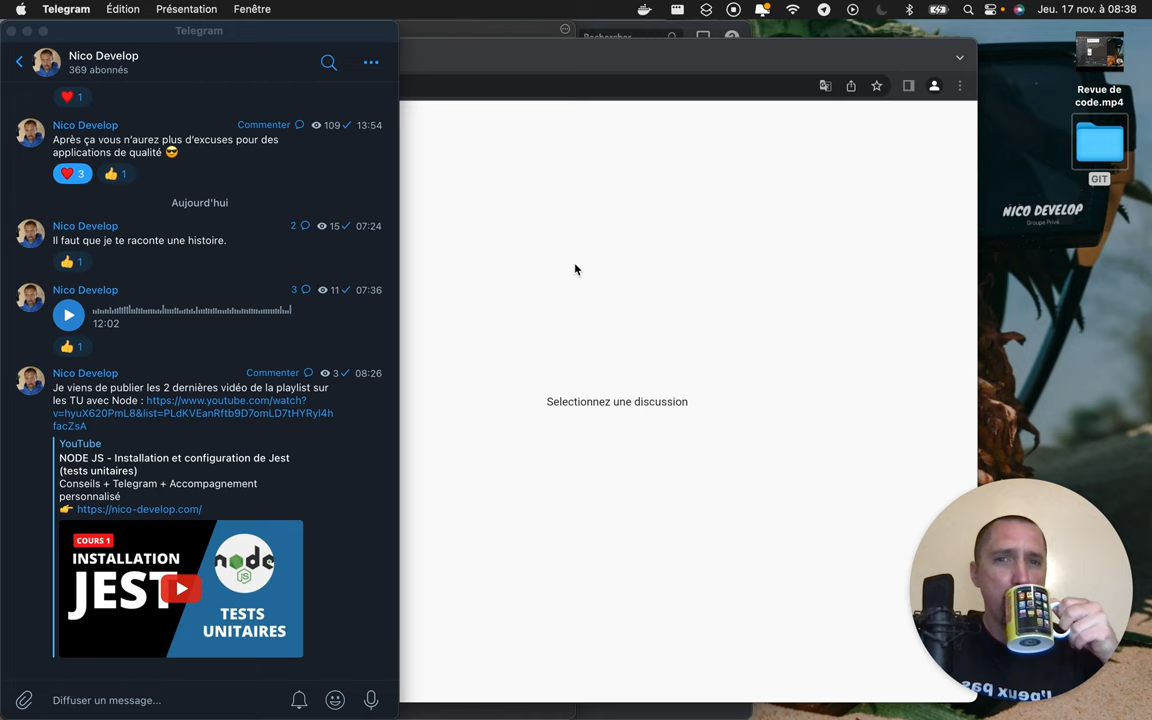 Telegram Édition Présentation Fenêtre
Jeu. 17 nov. à 08:38
Telegram
Rechercher
Nico Develop
369 abonnés
❤️ 1
Nico Develop Commenter 109 13:54
Après ça vous n'aurez plus d'excuses pour des
applications de qualité 😎
❤️ 3 👍 1
Aujourd'hui
Nico Develop 2 15 07:24
Il faut que je te raconte une histoire.
👍 1
Nico Develop 3 11 07:36
12:02
👍 1
Nico Develop Commenter 3 08:26
Je viens de publier les 2 dernières vidéo de la playlist sur
les TU avec Node : https://www.youtube.com/watch?
v=hyuX620PmL8&list=PLdKVEanRftb9D7omLD7tHYRyl4h
facZsA
YouTube
NODE JS - Installation et configuration de Jest
(tests unitaires)
Conseils + Telegram + Accompagnement
personnalisé
👉 https://nico-develop.com/
COURS 1
INSTALLATION
JEST
node
JS
TESTS
UNITAIRES
Diffuser un message...
Selectionnez une discussion
Revue de
code.mp4
GIT
NICO DEVELOP
Groupe Privé
j'peux pas